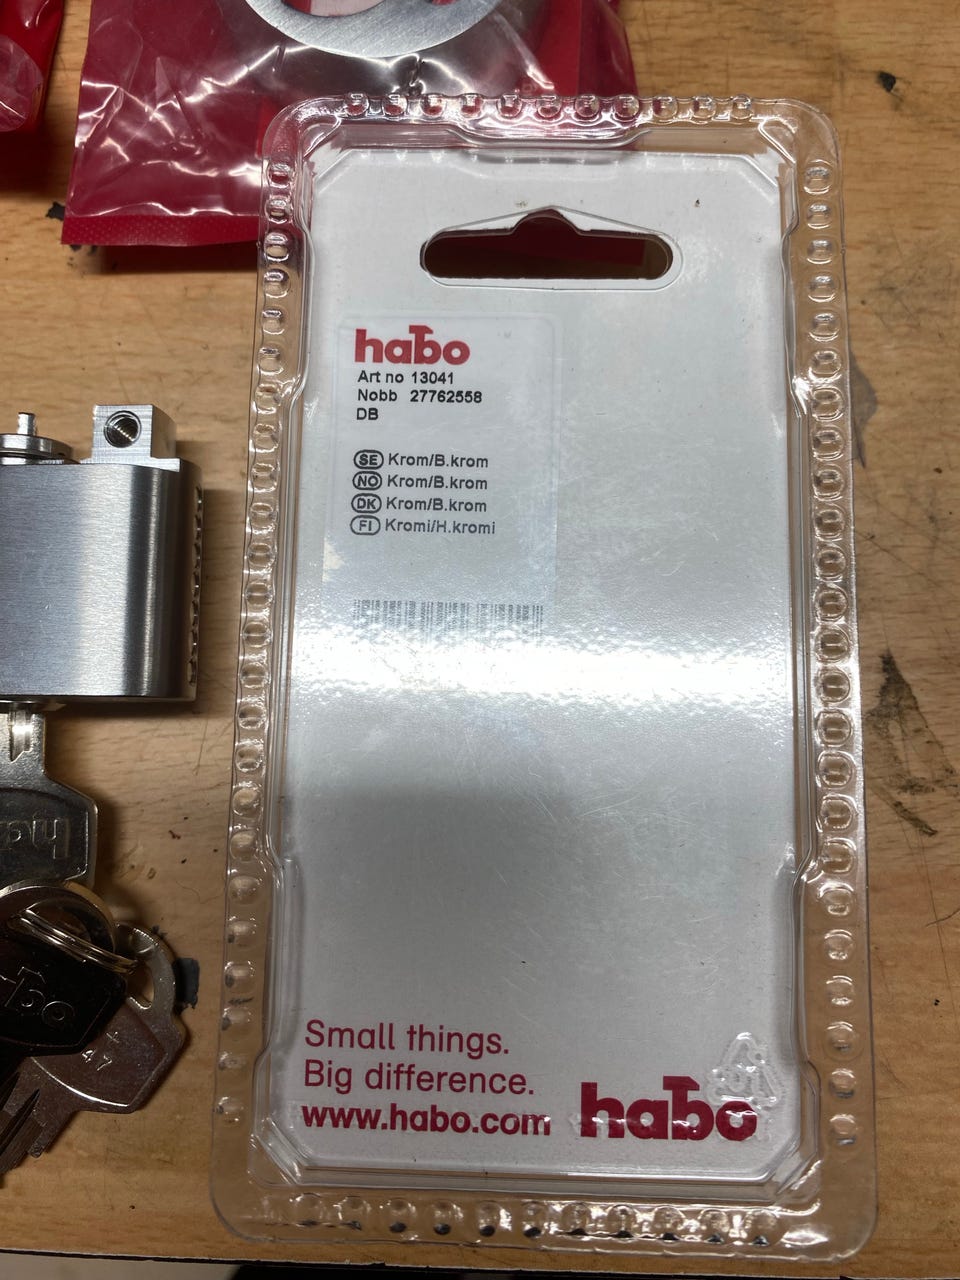 habo
Art no 13041
Nobb 27762558
DB
SE Krom/B.krom
NO Krom/B.krom
DK Krom/B.krom
FI Kromi/H.kromi
Small things.
Big difference.
www.habo.com
habo
47